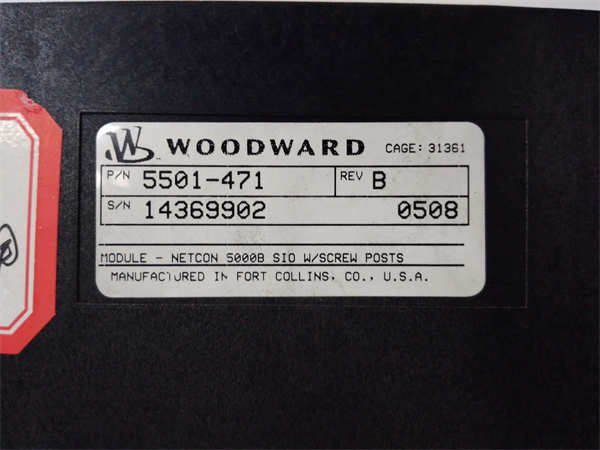 WOODWARD CAGE: 31361
P/N 5501-471 REV B
S/N 14369902 0508
MODULE - NETCON 5000B SIO W/SCREW POSTS
MANUFACTURED IN FORT COLLINS, CO., U.S.A.